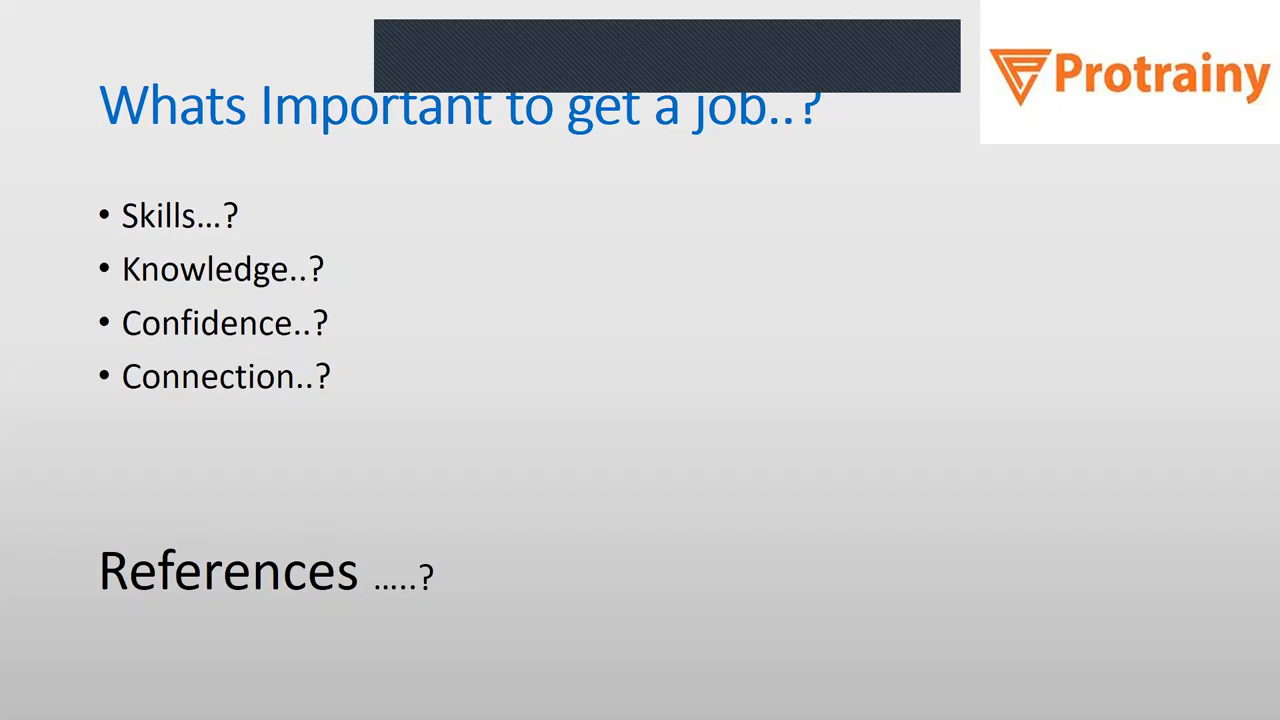 Protrainy
Whats Important to get a job..?
• Skills...?
• Knowledge..?
• Confidence..?
• Connection..?
References .....?